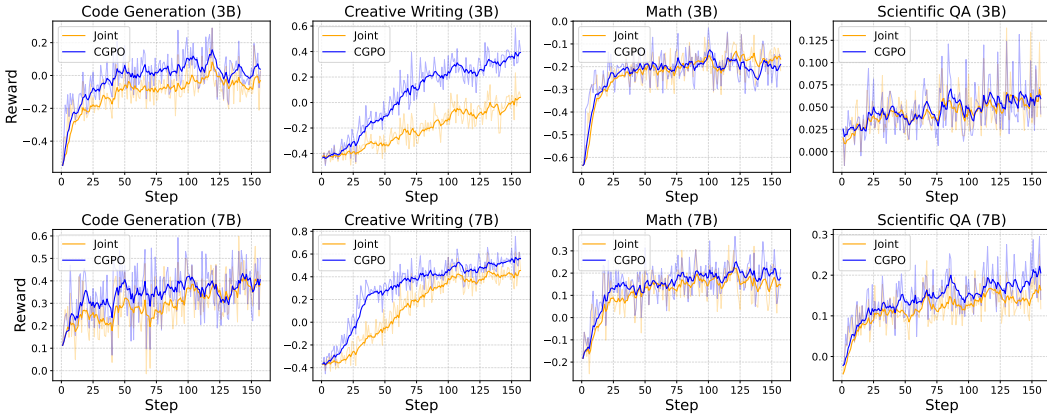 Code Generation (3B)
Creative Writing (3B)
Math (3B)
Scientific QA (3B)
Reward
0.2
0.0
−0.2
−0.4
Joint
CGPO
0 25 50 75 100 125 150
Step
0.6
0.4
0.2
0.0
−0.2
−0.4
Joint
CGPO
0 25 50 75 100 125 150
Step
0.0
−0.1
−0.2
−0.3
−0.4
−0.5
−0.6
Joint
CGPO
0 25 50 75 100 125 150
Step
0.125
0.100
0.075
0.050
0.025
0.000
Joint
CGPO
0 25 50 75 100 125 150
Step
Code Generation (7B)
Creative Writing (7B)
Math (7B)
Scientific QA (7B)
Reward
0.6
0.5
0.4
0.3
0.2
0.1
0.0
Joint
CGPO
0 25 50 75 100 125 150
Step
0.8
0.6
0.4
0.2
0.0
−0.2
−0.4
Joint
CGPO
0 25 50 75 100 125 150
Step
0.3
0.2
0.1
0.0
−0.1
−0.2
Joint
CGPO
0 25 50 75 100 125 150
Step
0.3
0.2
0.1
0.0
Joint
CGPO
0 25 50 75 100 125 150
Step